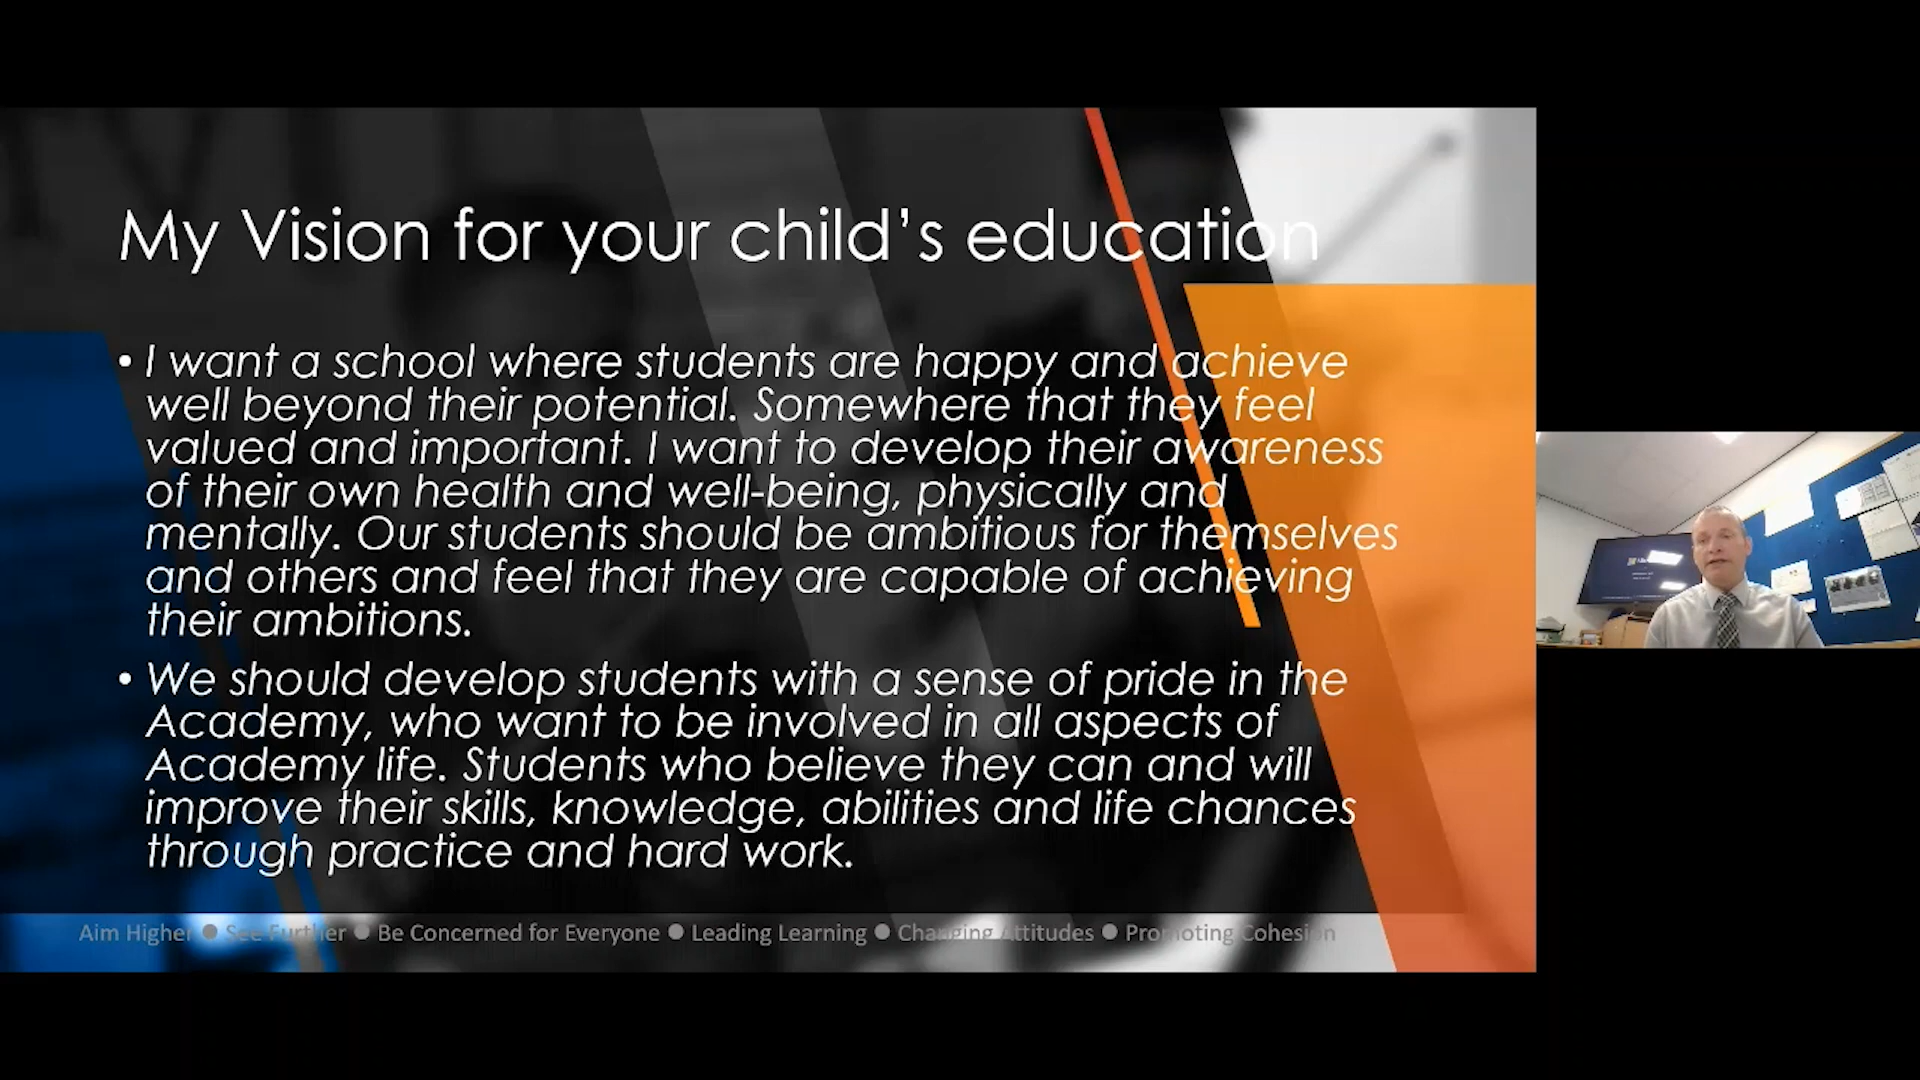 My Vision for your child's education
• I want a school where students are happy and achieve
well beyond their potential. Somewhere that they feel
valued and important. I want to develop their awareness
of their own health and well-being, physically and
mentally. Our students should be ambitious for themselves
and others and feel that they are capable of achieving
their ambitions.
• We should develop students with a sense of pride in the
Academy, who want to be involved in all aspects of
Academy life. Students who believe they can and will
improve their skills, knowledge, abilities and life chances
through practice and hard work.
Aim Higher ● See Further ● Be Concerned for Everyone ● Leading Learning ● Changing Attitudes ● Promoting Cohesion